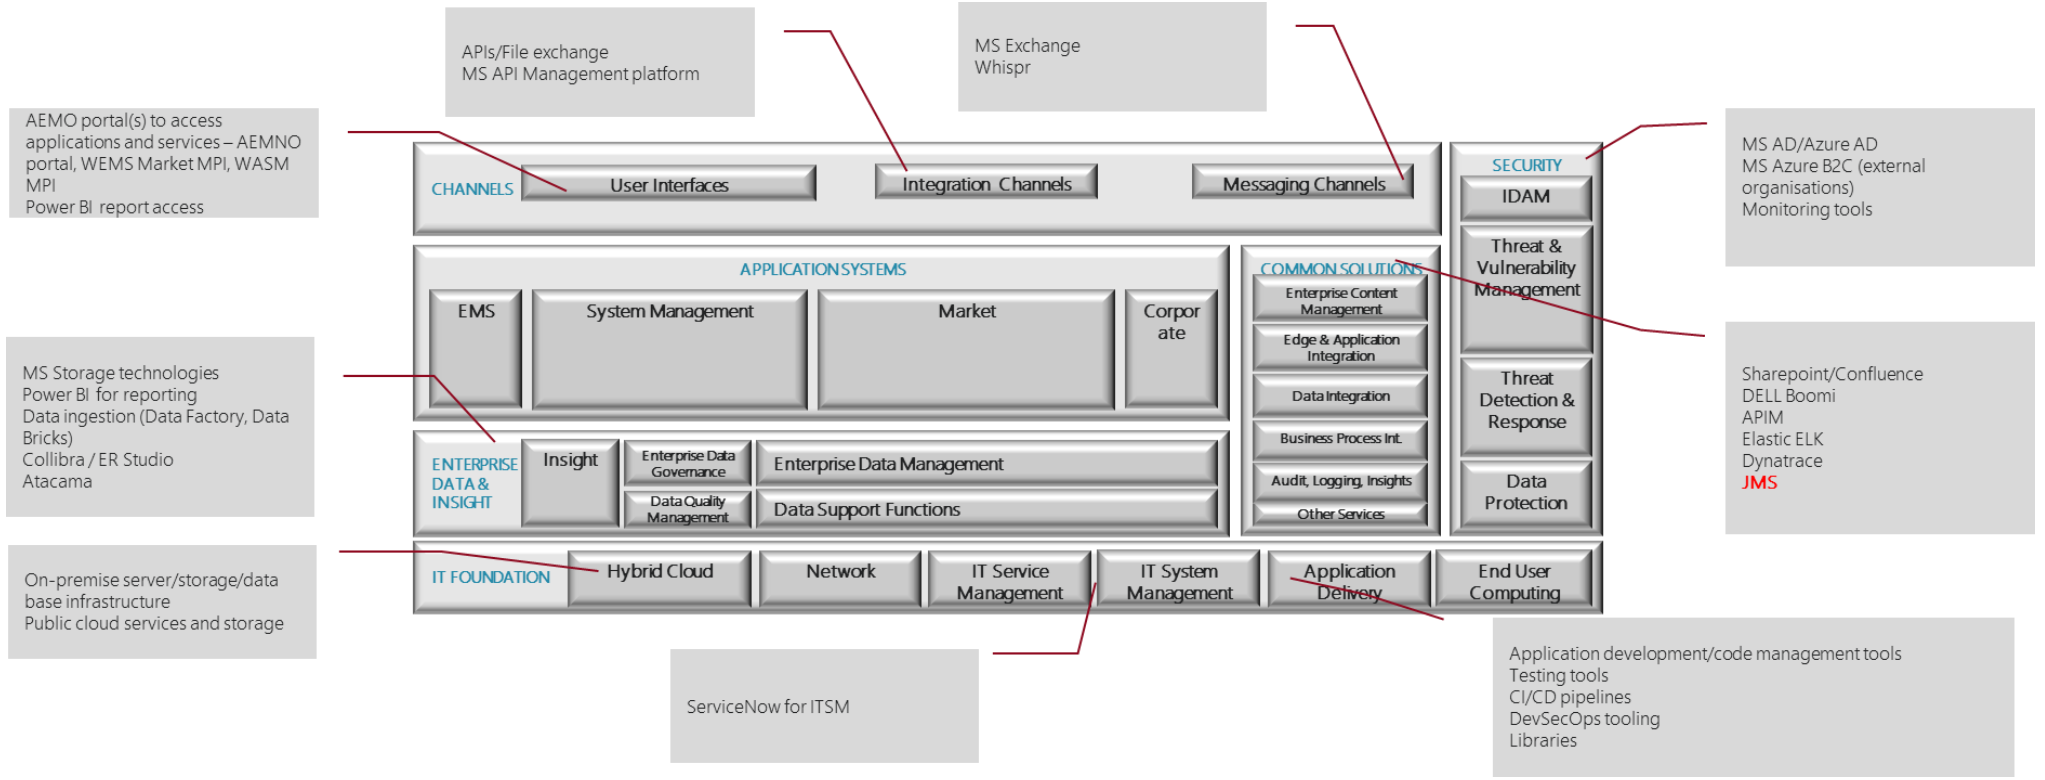 APIs/File exchange
MS API Management platform
MS Exchange
Whispr
AEMO portal(s) to access
applications and services – AEMNO
portal, WEMS Market MPI, WASM
MPI
Power BI report access
MS AD/Azure AD
MS Azure B2C (external
organisations)
Monitoring tools
CHANNELS
User Interfaces
Integration Channels
Messaging Channels
SECURITY
IDAM
Threat &
Vulnerability
Management
Threat
Detection &
Response
Data
Protection
APPLICATION SYSTEMS
EMS
System Management
Market
Corpor
ate
COMMON SOLUTIONS
Enterprise Content
Management
Edge & Application
Integration
Data Integration
Business Process Int.
Audit, Logging, Insights
Other Services
MS Storage technologies
Power BI for reporting
Data ingestion (Data Factory, Data
Bricks)
Collibra / ER Studio
Atacama
Sharepoint/Confluence
DELL Boomi
APIM
Elastic ELK
Dynatrace
JMS
ENTERPRISE
DATA &
INSIGHT
Insight
Enterprise Data
Governance
Data Quality
Management
Enterprise Data Management
Data Support Functions
On-premise server/storage/data
base infrastructure
Public cloud services and storage
IT FOUNDATION
Hybrid Cloud
Network
IT Service
Management
IT System
Management
Application
Delivery
End User
Computing
ServiceNow for ITSM
Application development/code management tools
Testing tools
CI/CD pipelines
DevSecOps tooling
Libraries